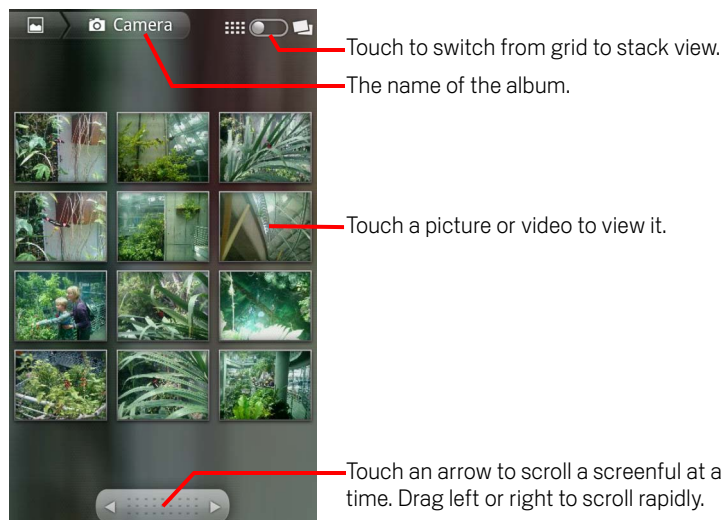 Camera
Touch to switch from grid to stack view.
The name of the album.
Touch a picture or video to view it.
Touch an arrow to scroll a screenful at a
time. Drag left or right to scroll rapidly.